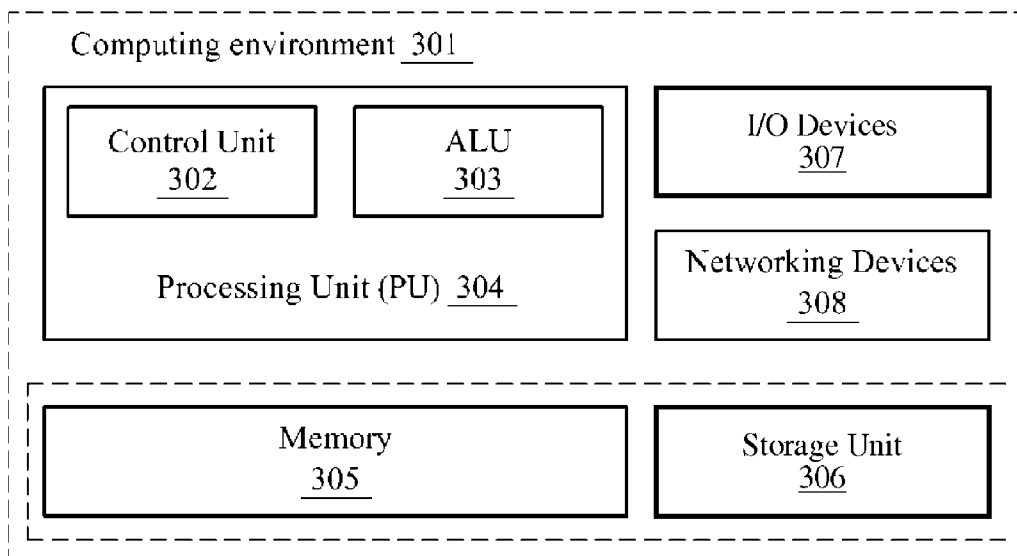 Computing environment 301
Control Unit
302
ALU
303
Processing Unit (PU) 304
I/O Devices
307
Networking Devices
308
Memory
305
Storage Unit
306